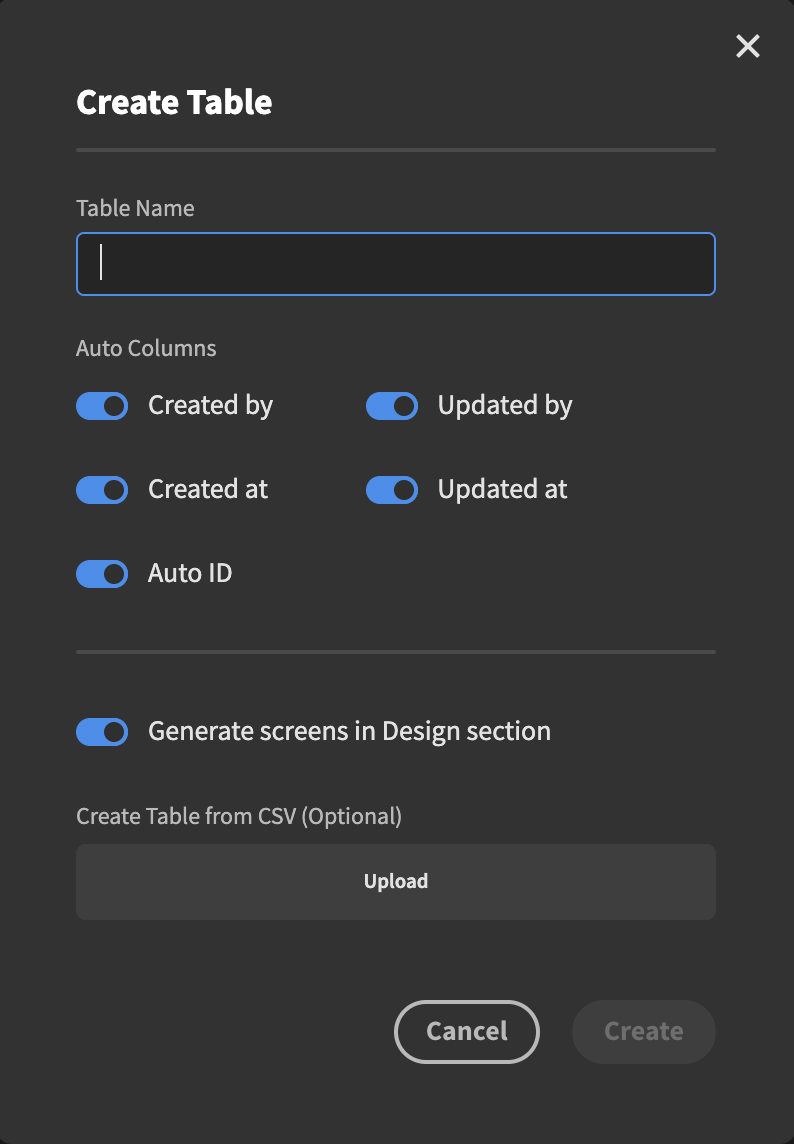 Create Table
Table Name
Auto Columns
Created by
Updated by
Created at
Updated at
Auto ID
Generate screens in Design section
Create Table from CSV (Optional)
Upload
Cancel
Create